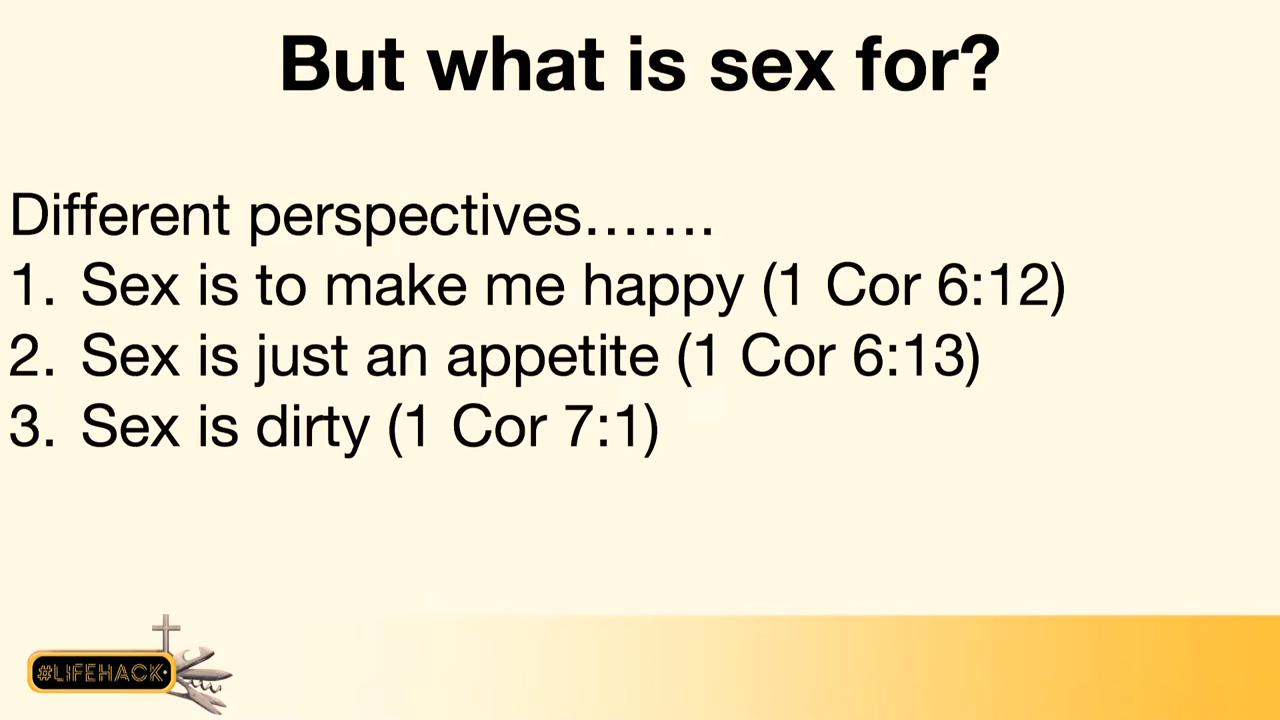 But what is sex for?
Different perspectives.......
1. Sex is to make me happy (1 Cor 6:12)
2. Sex is just an appetite (1 Cor 6:13)
3. Sex is dirty (1 Cor 7:1)
#LIFEHACK